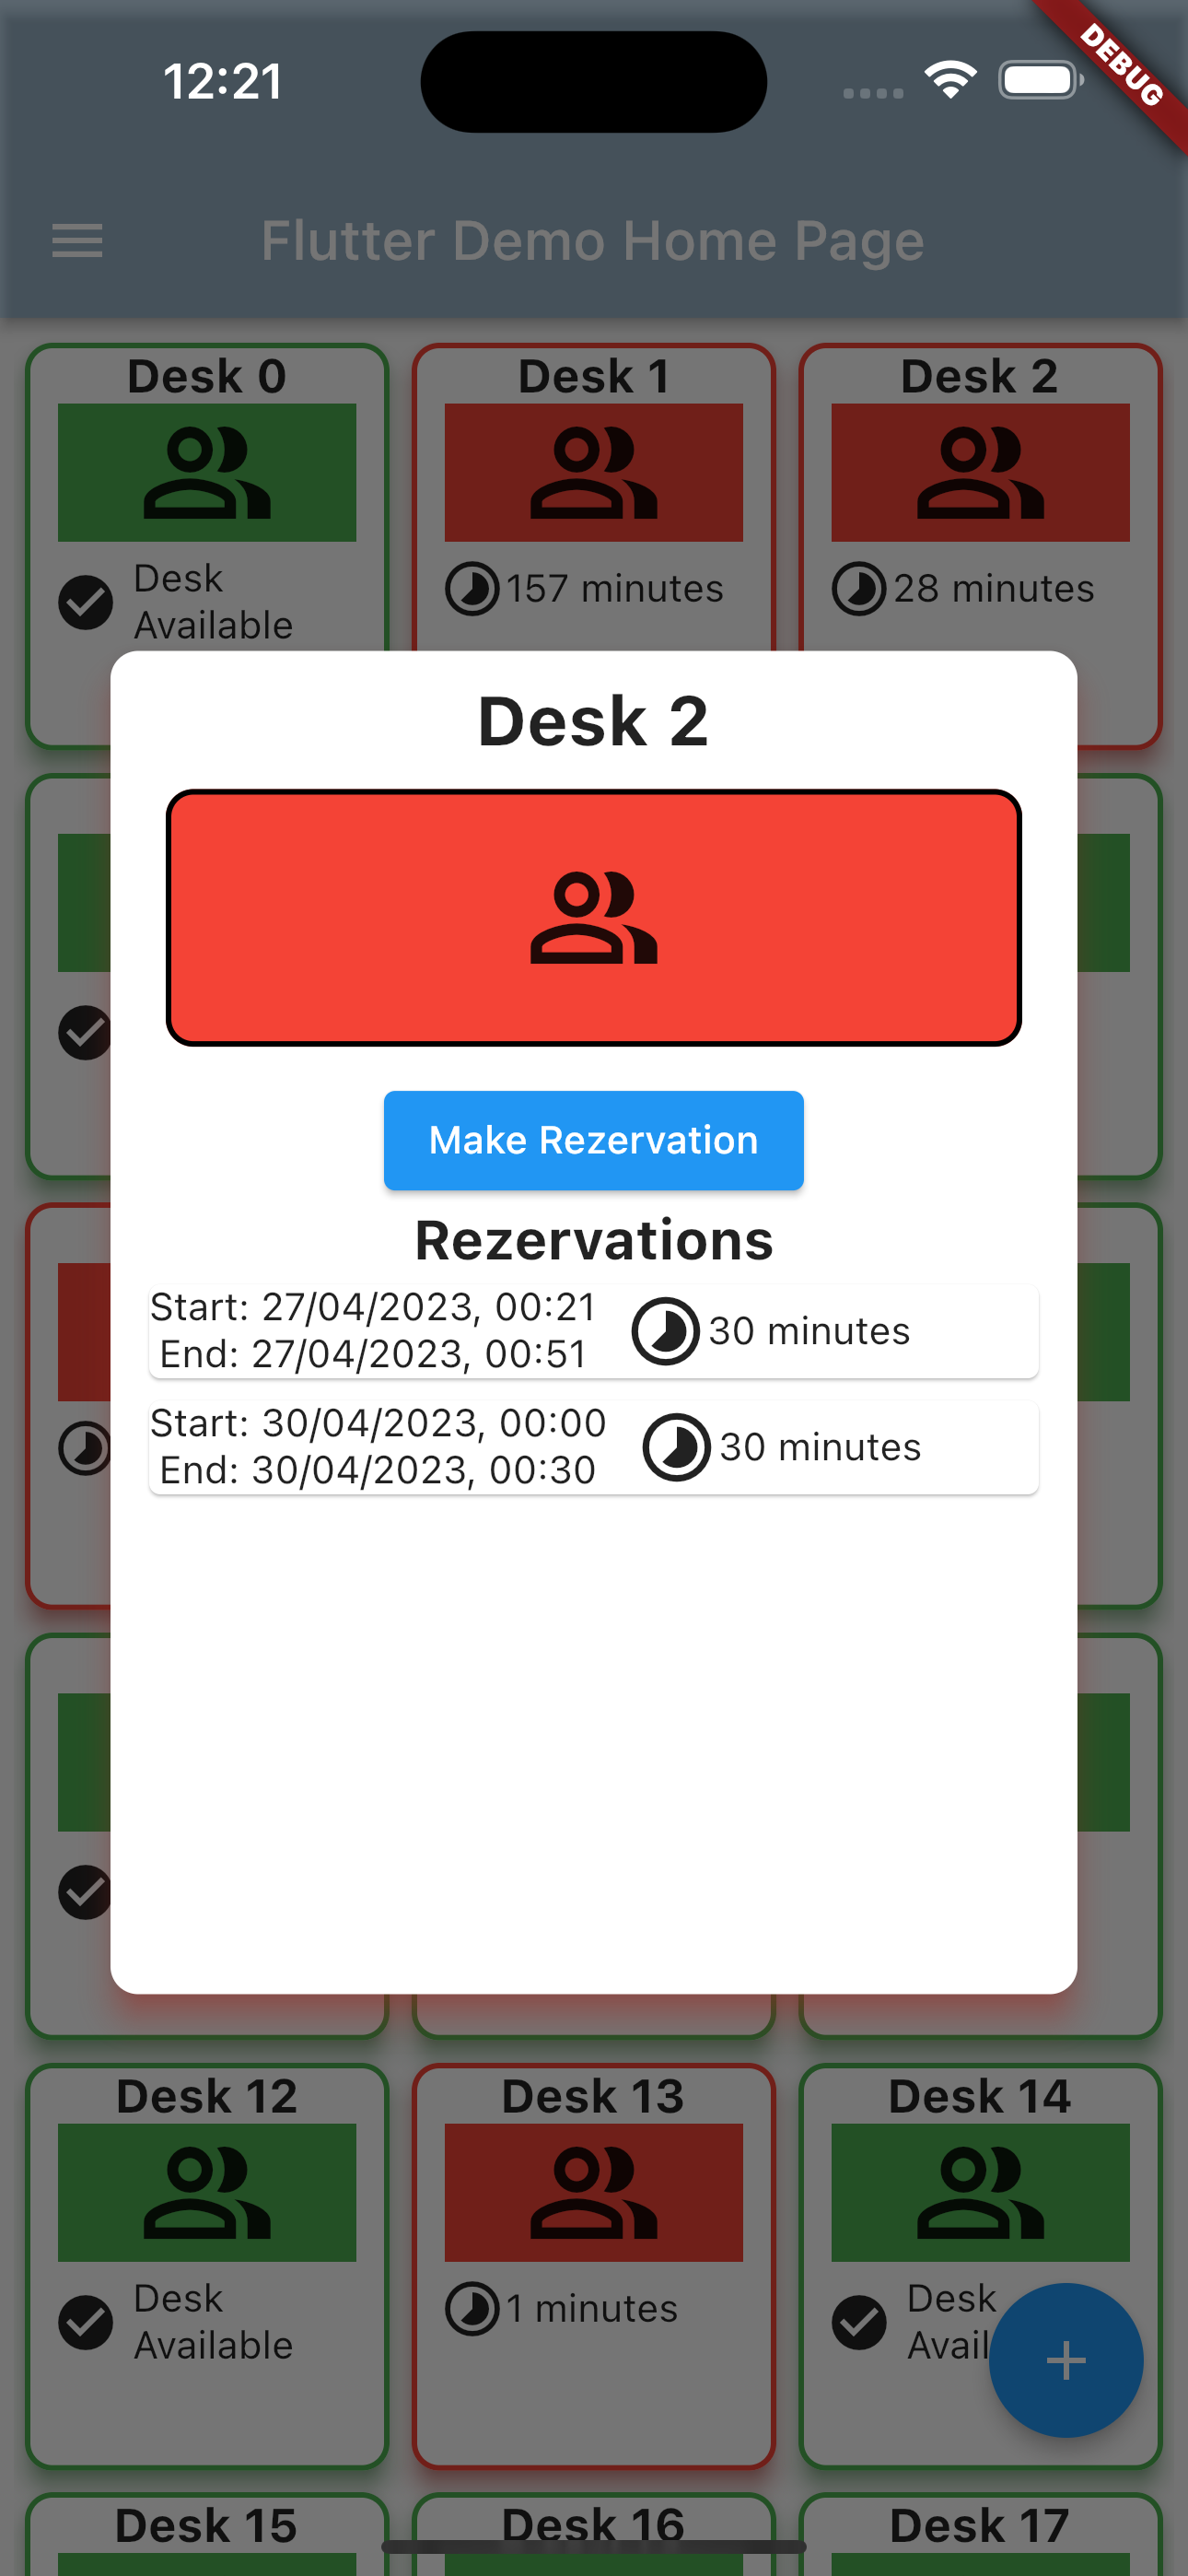 12:21
DEBUG
Flutter Demo Home Page
Desk 0
Desk 1
Desk 2
Desk
Available
157 minutes
28 minutes
Desk 2
Make Rezervation
Rezervations
Start: 27/04/2023, 00:21
End: 27/04/2023, 00:51
30 minutes
Start: 30/04/2023, 00:00
End: 30/04/2023, 00:30
30 minutes
Desk 12
Desk 13
Desk 14
Desk
Available
1 minutes
Desk
Avail
Desk 15
Desk 16
Desk 17